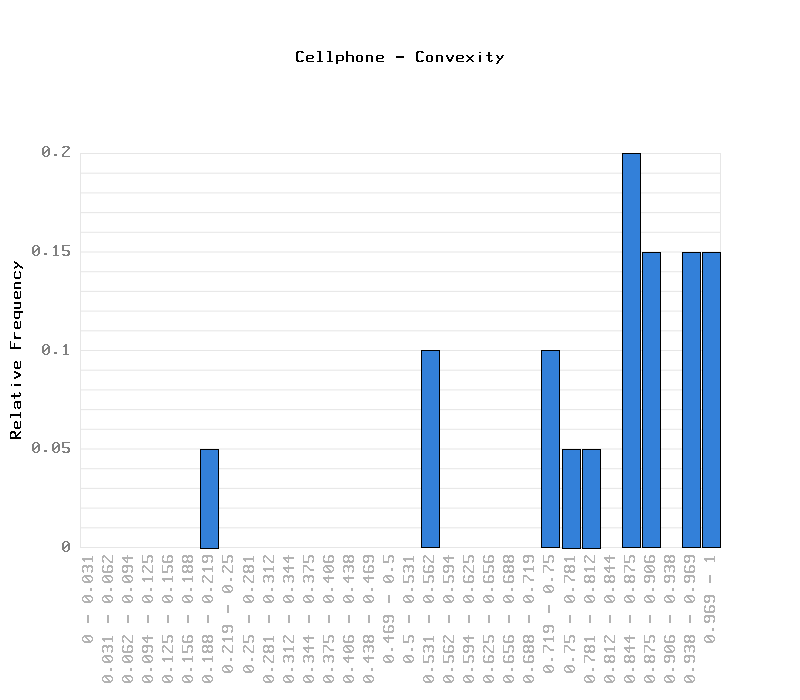 Cellphone - Convexity
Relative Frequency
0.2
0.15
0.1
0.05
0
0 - 0.031
0.031 - 0.062
0.062 - 0.094
0.094 - 0.125
0.125 - 0.156
0.156 - 0.188
0.188 - 0.219
0.219 - 0.25
0.25 - 0.281
0.281 - 0.312
0.312 - 0.344
0.344 - 0.375
0.375 - 0.406
0.406 - 0.438
0.438 - 0.469
0.469 - 0.5
0.5 - 0.531
0.531 - 0.562
0.562 - 0.594
0.594 - 0.625
0.625 - 0.656
0.656 - 0.688
0.688 - 0.719
0.719 - 0.75
0.75 - 0.781
0.781 - 0.812
0.812 - 0.844
0.844 - 0.875
0.875 - 0.906
0.906 - 0.938
0.938 - 0.969
0.969 - 1